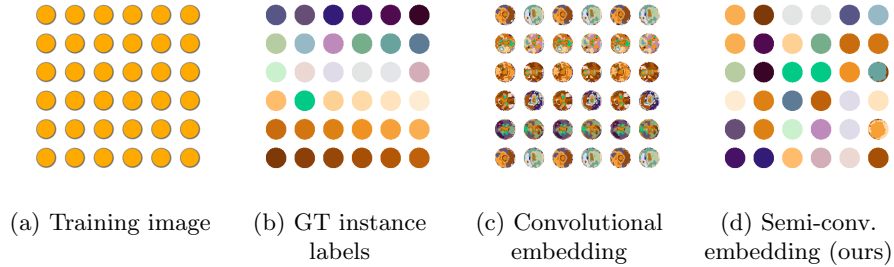 (a) Training image
(b) GT instance
labels
(c) Convolutional
embedding
(d) Semi-conv.
embedding (ours)